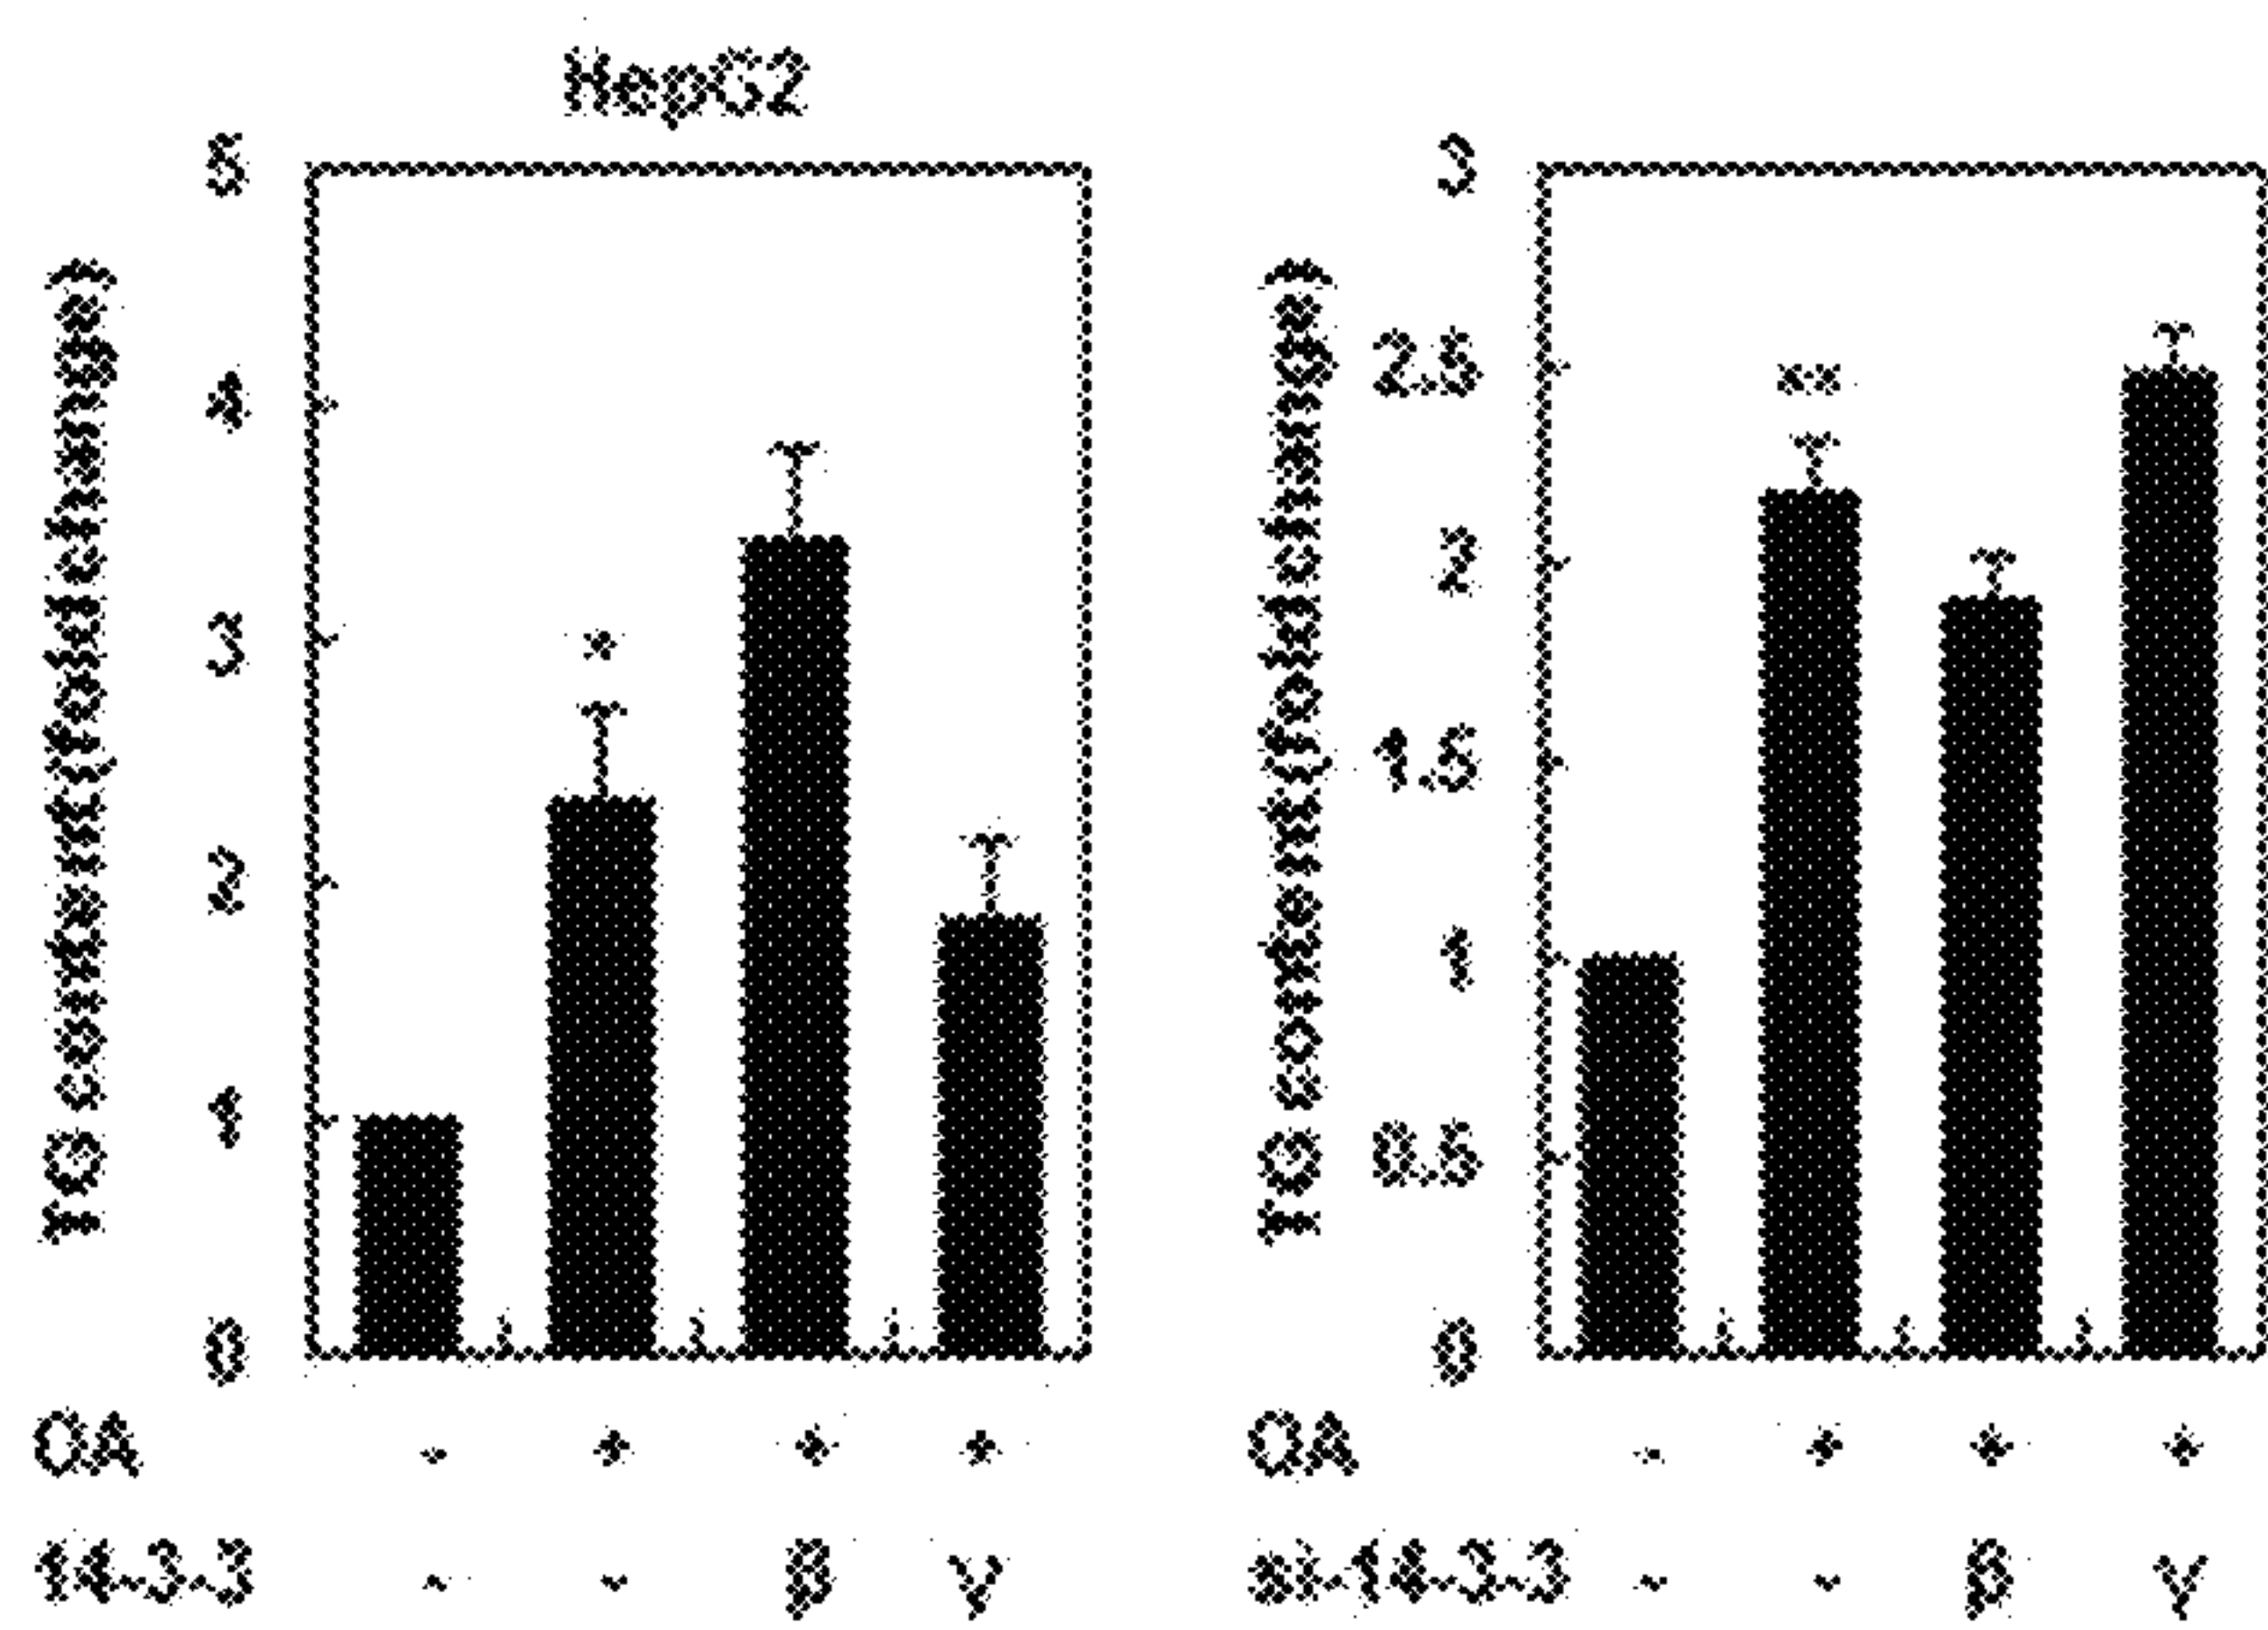 HepG2
TG content (fold change)
5
4
3
2
1
0
*
OA - + + +
14-3-3 - - β γ
TG content (fold change)
3
2.5
2
1.5
1
0.5
0
**
OA - + + +
si-14-3-3 - - β γ